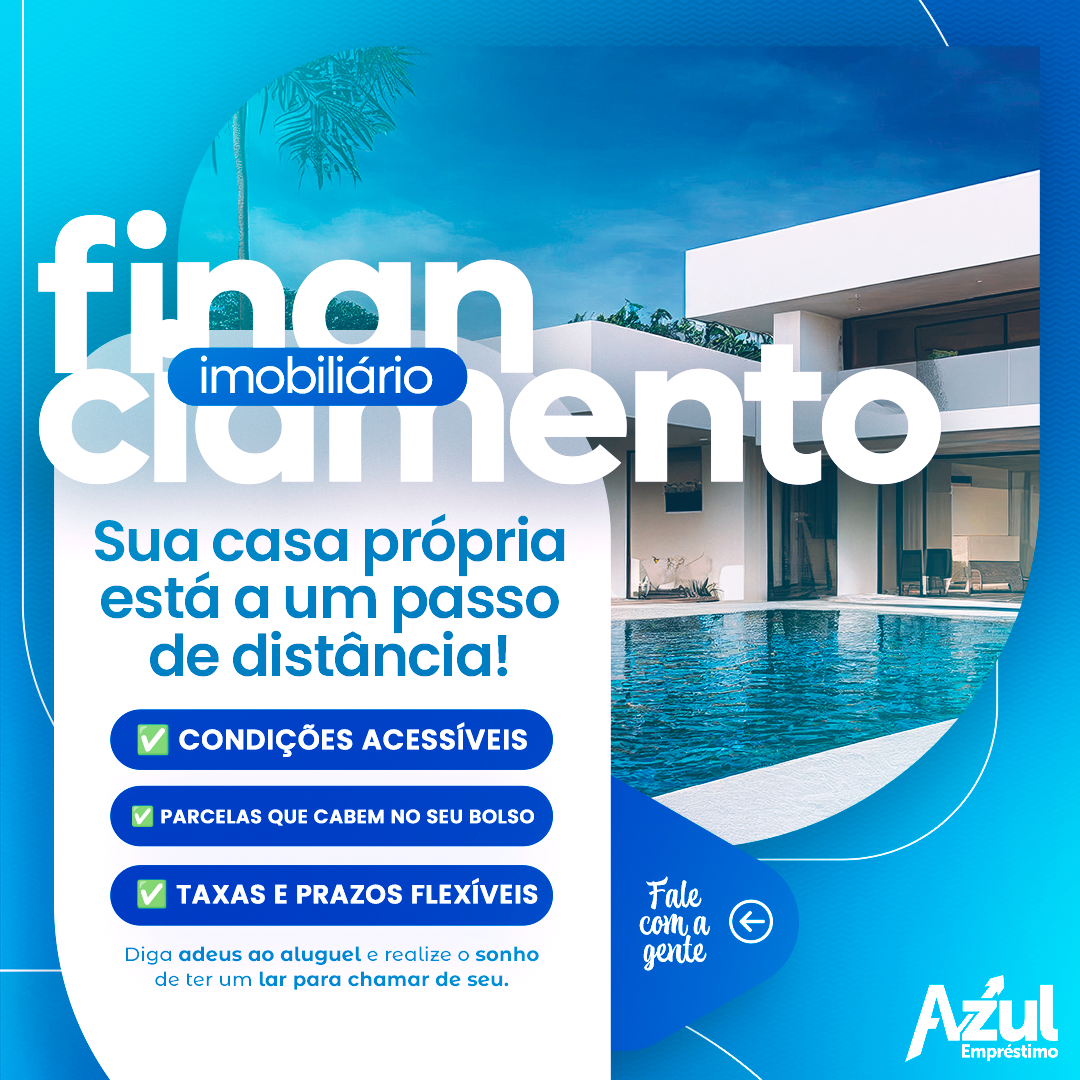 finan
imobiliário
ciamento
Sua casa própria
está a um passo
de distância!
✅ CONDIÇÕES ACESSÍVEIS
✅ PARCELAS QUE CABEM NO SEU BOLSO
✅ TAXAS E PRAZOS FLEXÍVEIS
Diga adeus ao aluguel e realize o sonho
de ter um lar para chamar de seu.
Fale
com a
gente
Azul
Empréstimo